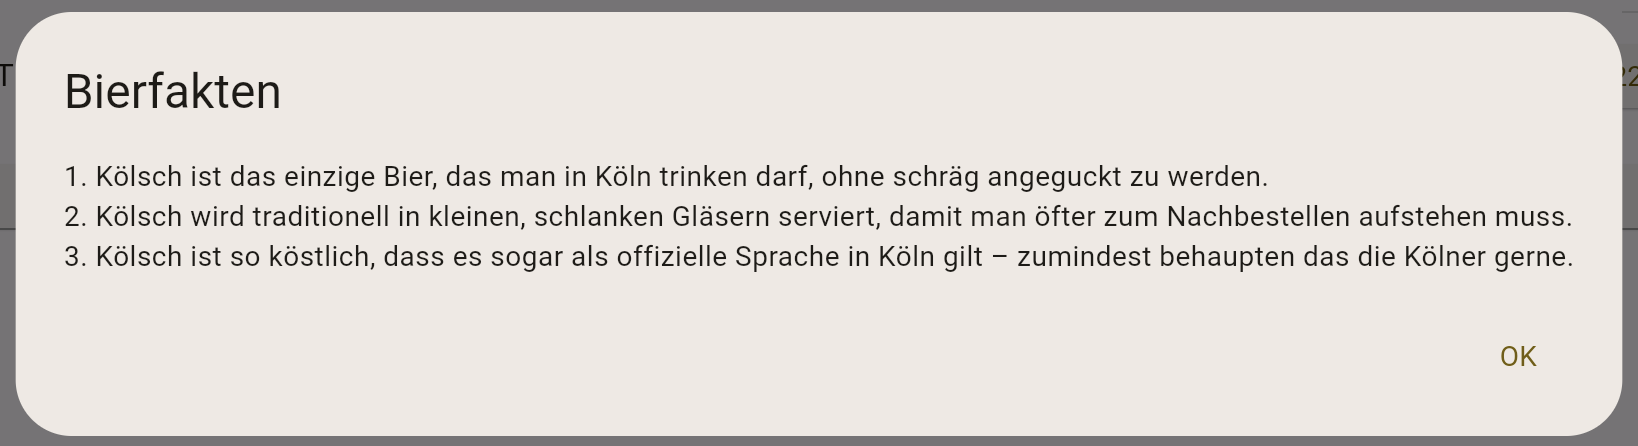 Bierfakten
1. Kölsch ist das einzige Bier, das man in Köln trinken darf, ohne schräg angeguckt zu werden.
2. Kölsch wird traditionell in kleinen, schlanken Gläsern serviert, damit man öfter zum Nachbestellen aufstehen muss.
3. Kölsch ist so köstlich, dass es sogar als offizielle Sprache in Köln gilt – zumindest behaupten das die Kölner gerne.
OK